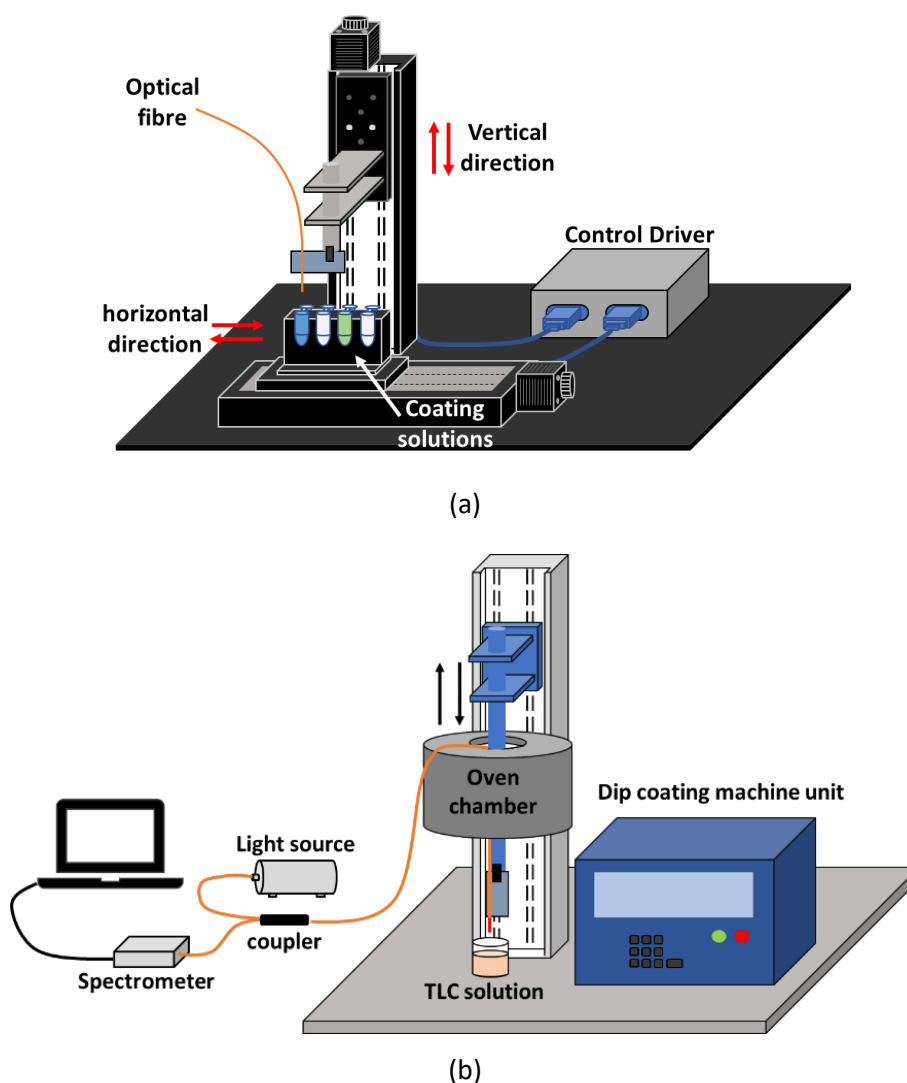 Optical
fibre
Vertical
direction
Control Driver
horizontal
direction
Coating
solutions
(a)
Oven
chamber
Dip coating machine unit
Light source
coupler
Spectrometer
TLC solution
(b)